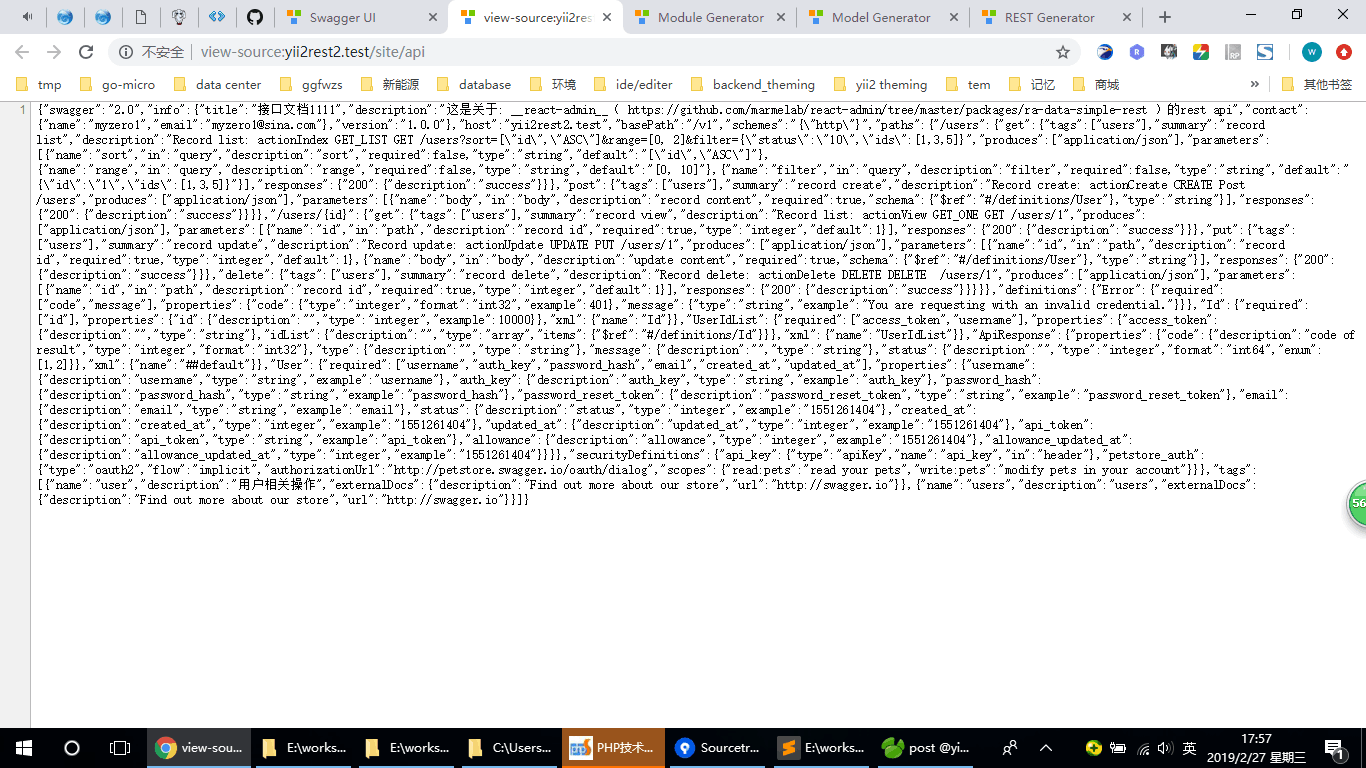 Swagger UI
view-source:yii2res
Module Generator
Model Generator
REST Generator
不安全
view-source:yii2rest2.test/site/api
tmp
go-micro
data center
ggfwzs
新能源
database
环境
ide/editer
backend_theming
yii2 theming
tem
记忆
商城
其他书签
1
{"swagger":"2.0","info":{"title":"接口文档1111","description":"这是关于: __react-admin__ ( https://github.com/marmelab/react-admin/tree/master/packages/ra-data-simple-rest ) 的rest api","contact":
{"name":"myzero1","email":"myzero1@sina.com"},"version":"1.0.0"},"host":"yii2rest2.test","basePath":"/v1","schemes":"{\"http\"}","paths":{"/users":{"get":{"tags":["users"],"summary":"record
list","description":"Record list: actionIndex GET_LIST GET /users?sort=[\"id\",\"ASC\"]&range=[0, 2]&filter={\"status\":\"10\",\"ids\":[1,3,5]}","produces":["application/json"],"parameters":
[{"name":"sort","in":"query","description":"sort","required":false,"type":"string","default":"[\"id\",\"ASC\"]"},
{"name":"range","in":"query","description":"range","required":false,"type":"string","default":"[0, 10]"},{"name":"filter","in":"query","description":"filter","required":false,"type":"string","default":"
{\"id\":\"1\",\"ids\":[1,3,5]}"}],"responses":{"200":{"description":"success"}}},"post":{"tags":["users"],"summary":"record create","description":"Record create: actionCreate CREATE Post
/users","produces":["application/json"],"parameters":[{"name":"body","in":"body","description":"record content","required":true,"schema":{"$ref":"#/definitions/User"},"type":"string"}],"responses":
{"200":{"description":"success"}}}},"/users/{id}":{"get":{"tags":["users"],"summary":"record view","description":"Record list: actionView GET_ONE GET /users/1","produces":
["application/json"],"parameters":[{"name":"id","in":"path","description":"record id","required":true,"type":"integer","default":1}],"responses":{"200":{"description":"success"}}},"put":{"tags":
["users"],"summary":"record update","description":"Record update: actionUpdate UPDATE PUT /users/1","produces":["application/json"],"parameters":[{"name":"id","in":"path","description":"record
id","required":true,"type":"integer","default":1},{"name":"body","in":"body","description":"update content","required":true,"schema":{"$ref":"#/definitions/User"},"type":"string"}],"responses":{"200":
{"description":"success"}}},"delete":{"tags":["users"],"summary":"record delete","description":"Record delete: actionDelete DELETE DELETE  /users/1","produces":["application/json"],"parameters":
[{"name":"id","in":"path","description":"record id","required":true,"type":"integer","default":1}],"responses":{"200":{"description":"success"}}}}},"definitions":{"Error":{"required":
["code","message"],"properties":{"code":{"type":"integer","format":"int32","example":401},"message":{"type":"string","example":"You are requesting with an invalid credential."}}},"Id":{"required":
["id"],"properties":{"id":{"description":"","type":"integer","example":10000}},"xml":{"name":"Id"}},"UserIdList":{"required":["access_token","username"],"properties":{"access_token":
{"description":"","type":"string"},"idList":{"description":"","type":"array","items":{"$ref":"#/definitions/Id"}}},"xml":{"name":"UserIdList"}},"ApiResponse":{"properties":{"code":{"description":"code of
result","type":"integer","format":"int32"},"type":{"description":"","type":"string"},"message":{"description":"","type":"string"},"status":{"description":"","type":"integer","format":"int64","enum":
[1,2]}},"xml":{"name":"##default"}},"User":{"required":["username","auth_key","password_hash","email","created_at","updated_at"],"properties":{"username":
{"description":"username","type":"string","example":"username"},"auth_key":{"description":"auth_key","type":"string","example":"auth_key"},"password_hash":
{"description":"password_hash","type":"string","example":"password_hash"},"password_reset_token":{"description":"password_reset_token","type":"string","example":"password_reset_token"},"email":
{"description":"email","type":"string","example":"email"},"status":{"description":"status","type":"integer","example":"1551261404"},"created_at":
{"description":"created_at","type":"integer","example":"1551261404"},"updated_at":{"description":"updated_at","type":"integer","example":"1551261404"},"api_token":
{"description":"api_token","type":"string","example":"api_token"},"allowance":{"description":"allowance","type":"integer","example":"1551261404"},"allowance_updated_at":
{"description":"allowance_updated_at","type":"integer","example":"1551261404"}}}},"securityDefinitions":{"api_key":{"type":"apiKey","name":"api_key","in":"header"},"petstore_auth":
{"type":"oauth2","flow":"implicit","authorizationUrl":"http://petstore.swagger.io/oauth/dialog","scopes":{"read:pets":"read your pets","write:pets":"modify pets in your account"}}},"tags":
[{"name":"user","description":"用户相关操作","externalDocs":{"description":"Find out more about our store","url":"http://swagger.io"}},{"name":"users","description":"users","externalDocs":
{"description":"Find out more about our store","url":"http://swagger.io"}}]}
56
view-sou...
E:\works...
E:\works...
C:\Users...
PHP技术...
Sourcetr...
E:\works...
post @yi...
英
17:57
2019/2/27 星期三
1